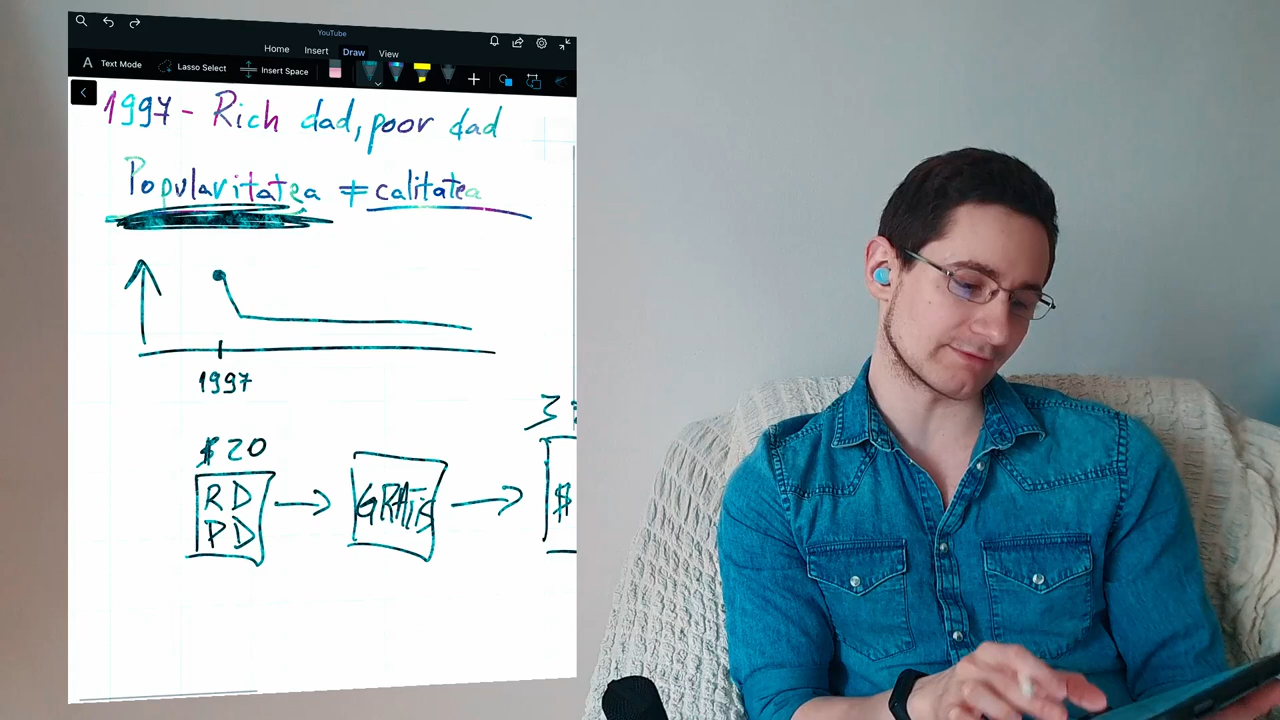 YouTube
Home Insert Draw View
Text Mode Lasso Select Insert Space
1997 - Rich dad, poor dad
Popularitatea ≠ calitatea
1997
$20
3
RD
PD
GRATIS
$